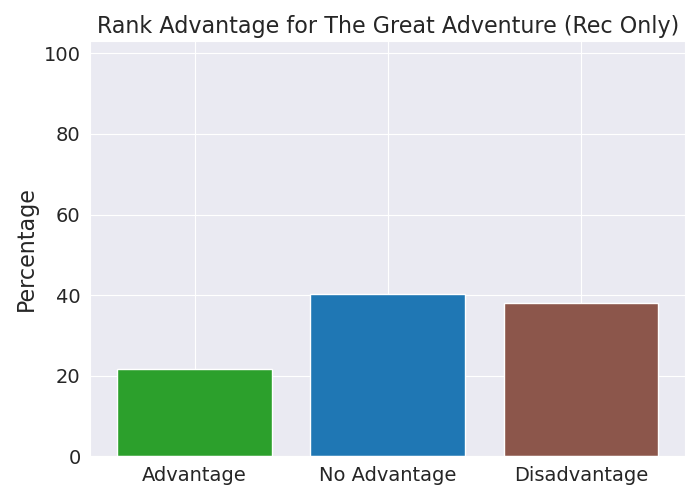 Rank Advantage for The Great Adventure (Rec Only)
Percentage
100
80
60
40
20
0
Advantage
No Advantage
Disadvantage